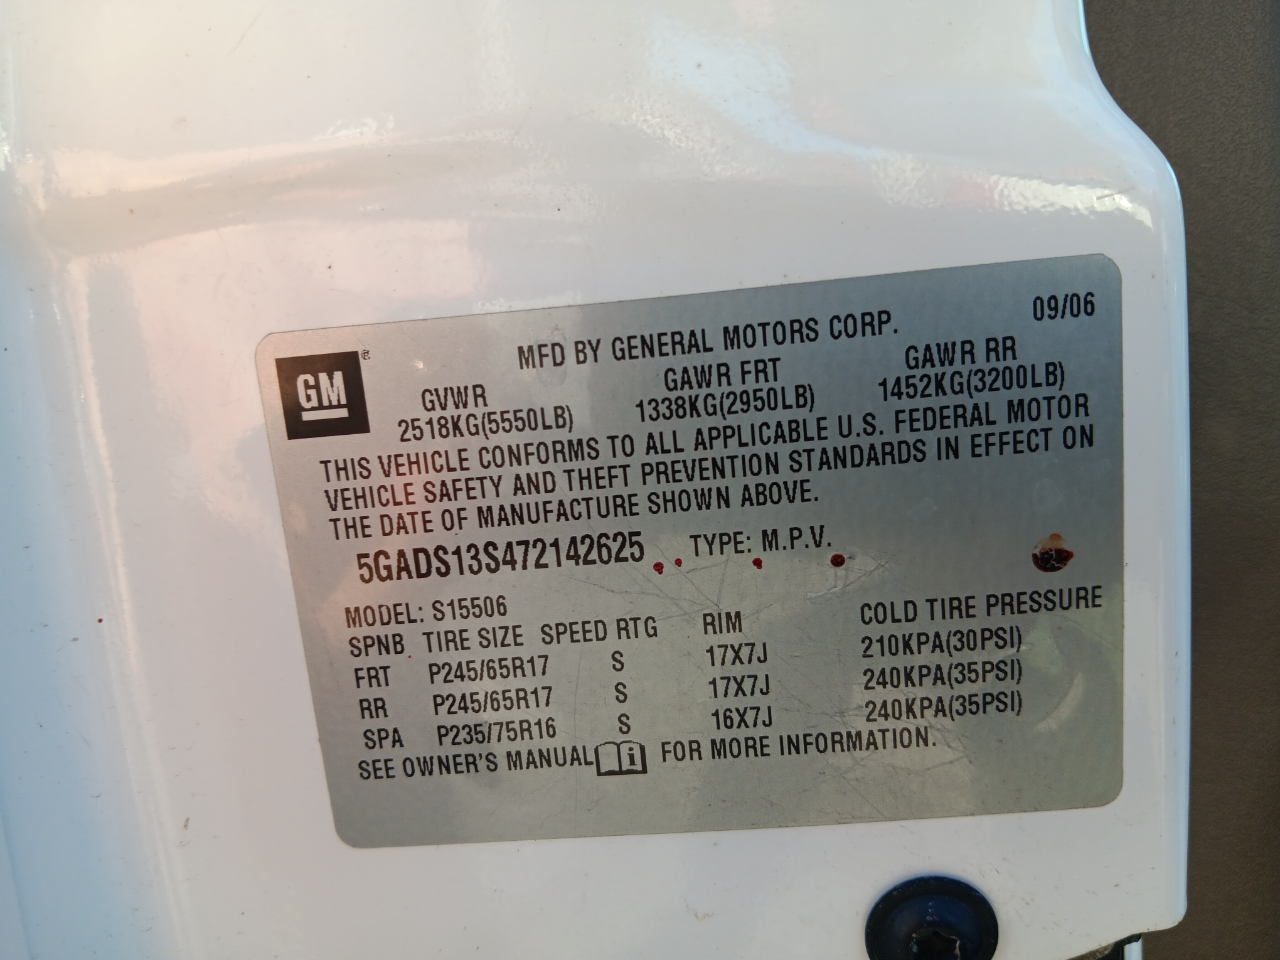 09/06
MFD BY GENERAL MOTORS CORP.
GM ®
GVWR GAWR FRT GAWR RR
2518KG(5550LB) 1338KG(2950LB) 1452KG(3200LB)
THIS VEHICLE CONFORMS TO ALL APPLICABLE U.S. FEDERAL MOTOR
VEHICLE SAFETY AND THEFT PREVENTION STANDARDS IN EFFECT ON
THE DATE OF MANUFACTURE SHOWN ABOVE.
5GADS13S472142625 TYPE: M.P.V.
MODEL: S15506
SPNB TIRE SIZE SPEED RTG RIM COLD TIRE PRESSURE
FRT P245/65R17 S 17X7J 210KPA(30PSI)
RR P245/65R17 S 17X7J 240KPA(35PSI)
SPA P235/75R16 S 16X7J 240KPA(35PSI)
SEE OWNER'S MANUAL i FOR MORE INFORMATION.